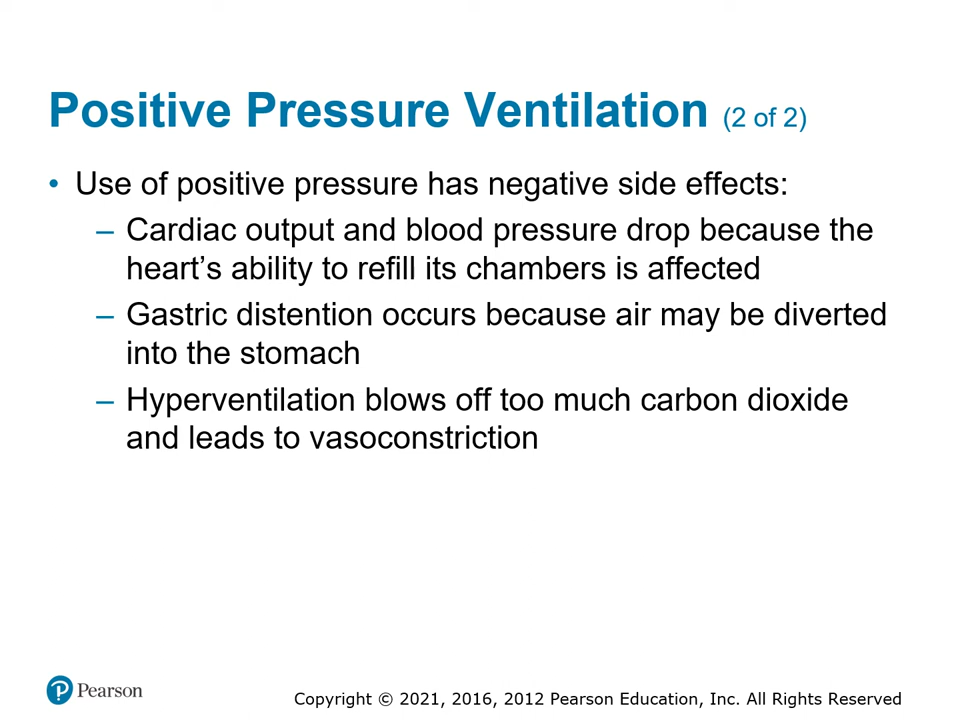 Positive Pressure Ventilation (2 of 2)
• Use of positive pressure has negative side effects:
– Cardiac output and blood pressure drop because the
heart’s ability to refill its chambers is affected
– Gastric distention occurs because air may be diverted
into the stomach
– Hyperventilation blows off too much carbon dioxide
and leads to vasoconstriction
P Pearson
Copyright © 2021, 2016, 2012 Pearson Education, Inc. All Rights Reserved